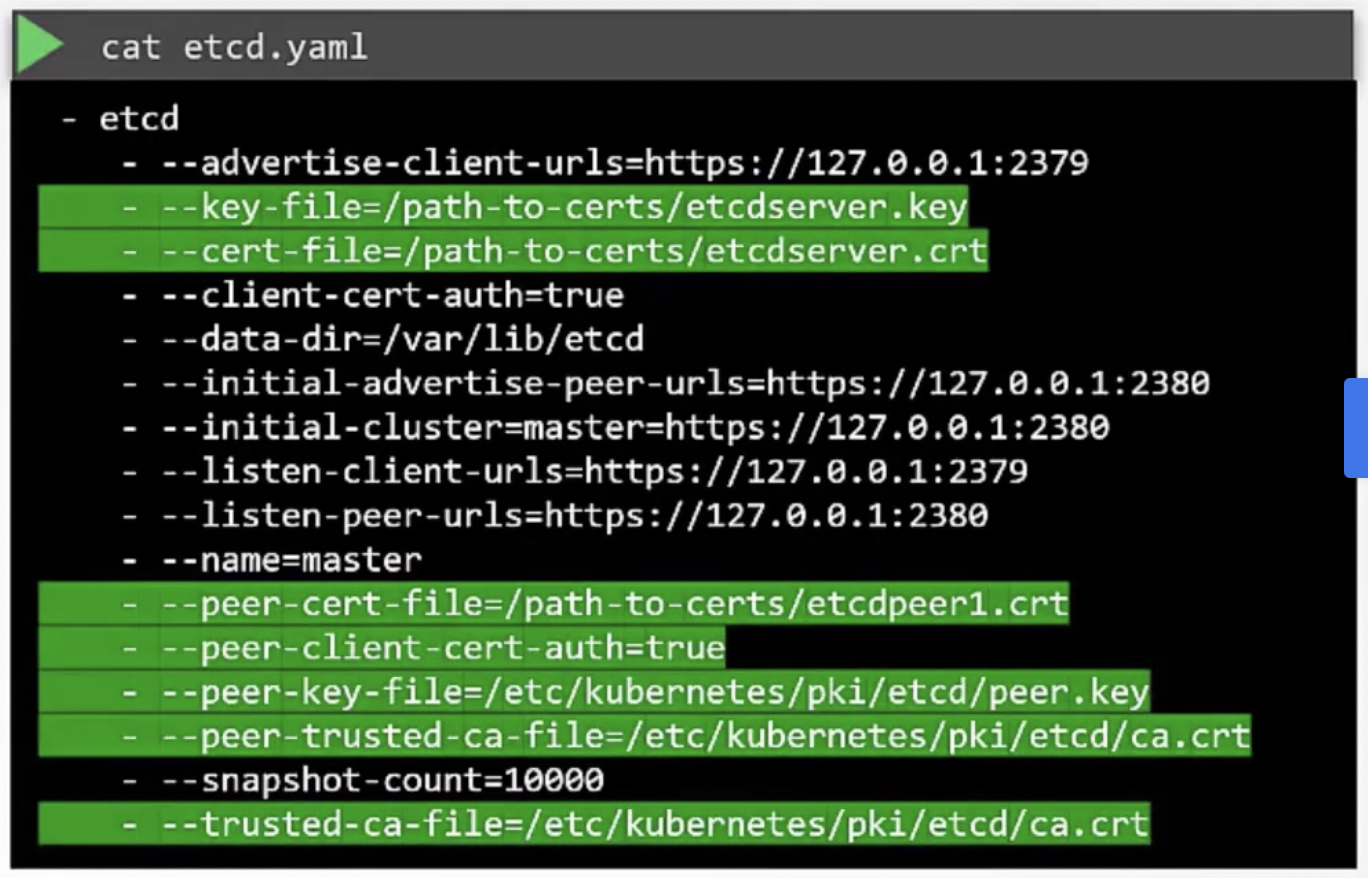 cat etcd.yaml
- etcd
- --advertise-client-urls=https://127.0.0.1:2379
- --key-file=/path-to-certs/etcdserver.key
- --cert-file=/path-to-certs/etcdserver.crt
- --client-cert-auth=true
- --data-dir=/var/lib/etcd
- --initial-advertise-peer-urls=https://127.0.0.1:2380
- --initial-cluster=master=https://127.0.0.1:2380
- --listen-client-urls=https://127.0.0.1:2379
- --listen-peer-urls=https://127.0.0.1:2380
- --name=master
- --peer-cert-file=/path-to-certs/etcdpeer1.crt
- --peer-client-cert-auth=true
- --peer-key-file=/etc/kubernetes/pki/etcd/peer.key
- --peer-trusted-ca-file=/etc/kubernetes/pki/etcd/ca.crt
- --snapshot-count=10000
- --trusted-ca-file=/etc/kubernetes/pki/etcd/ca.crt